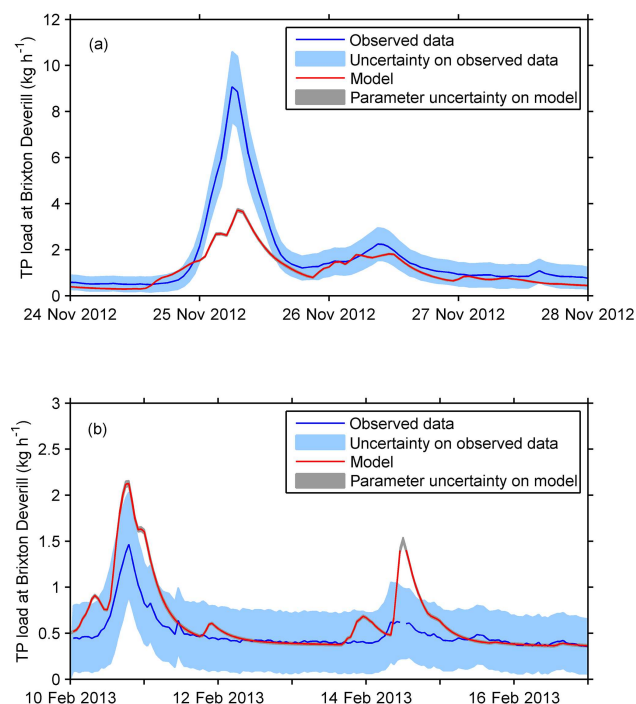 12
(a)
Observed data
Uncertainty on observed data
Model
Parameter uncertainty on model
10
8
6
4
2
0
TP load at Brixton Deverill (kg h⁻¹)
24 Nov 2012 25 Nov 2012 26 Nov 2012 27 Nov 2012 28 Nov 2012
3
(b)
Observed data
Uncertainty on observed data
Model
Parameter uncertainty on model
2.5
2
1.5
1
0.5
0
TP load at Brixton Deverill (kg h⁻¹)
10 Feb 2013 12 Feb 2013 14 Feb 2013 16 Feb 2013